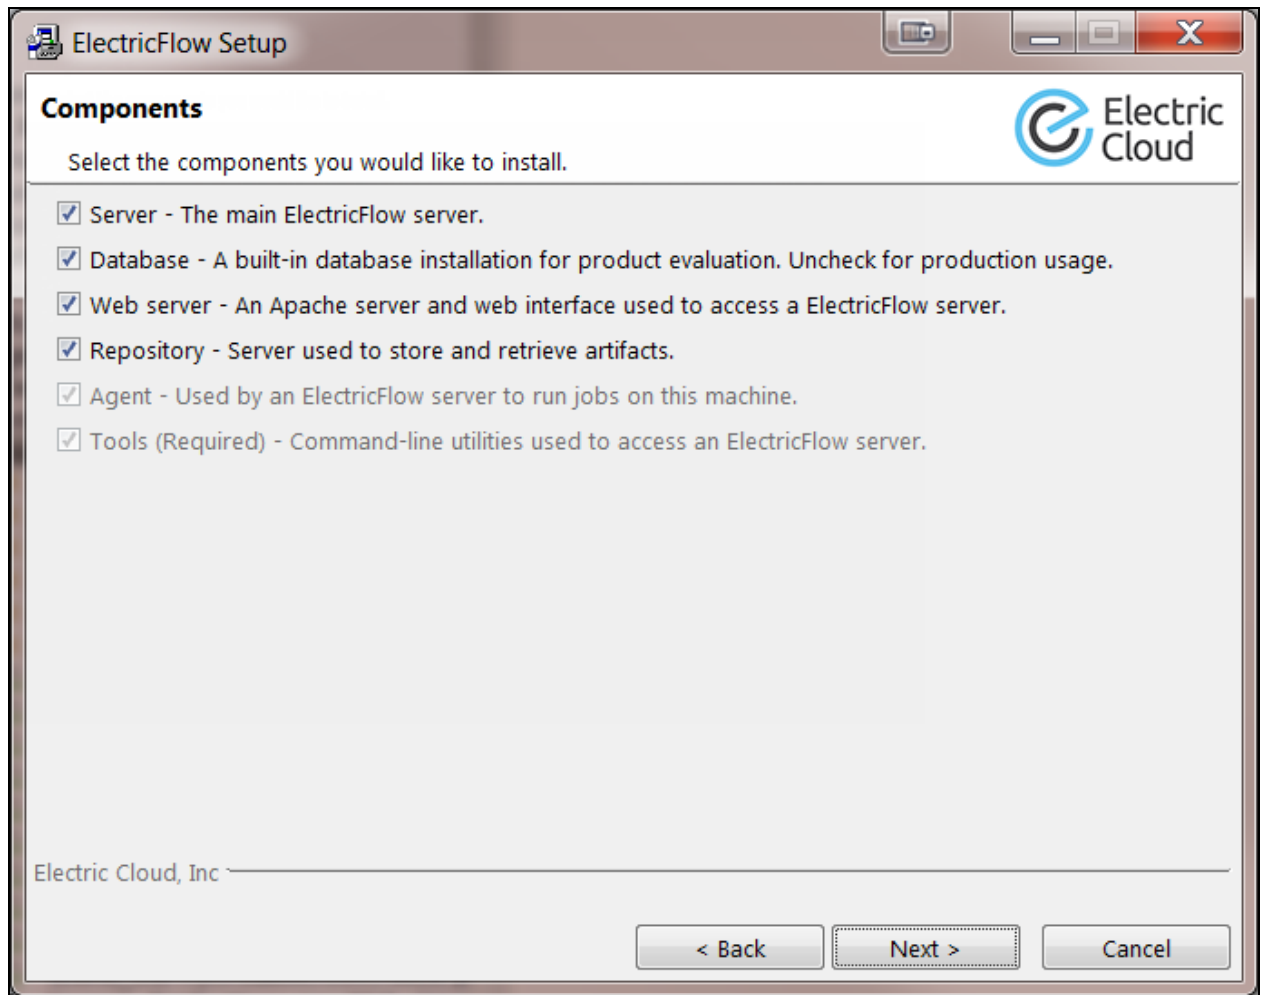 ElectricFlow Setup
Components
Select the components you would like to install.
Electric
Cloud
Server - The main ElectricFlow server.
Database - A built-in database installation for product evaluation. Uncheck for production usage.
Web server - An Apache server and web interface used to access a ElectricFlow server.
Repository - Server used to store and retrieve artifacts.
Agent - Used by an ElectricFlow server to run jobs on this machine.
Tools (Required) - Command-line utilities used to access an ElectricFlow server.
Electric Cloud, Inc
< Back
Next >
Cancel